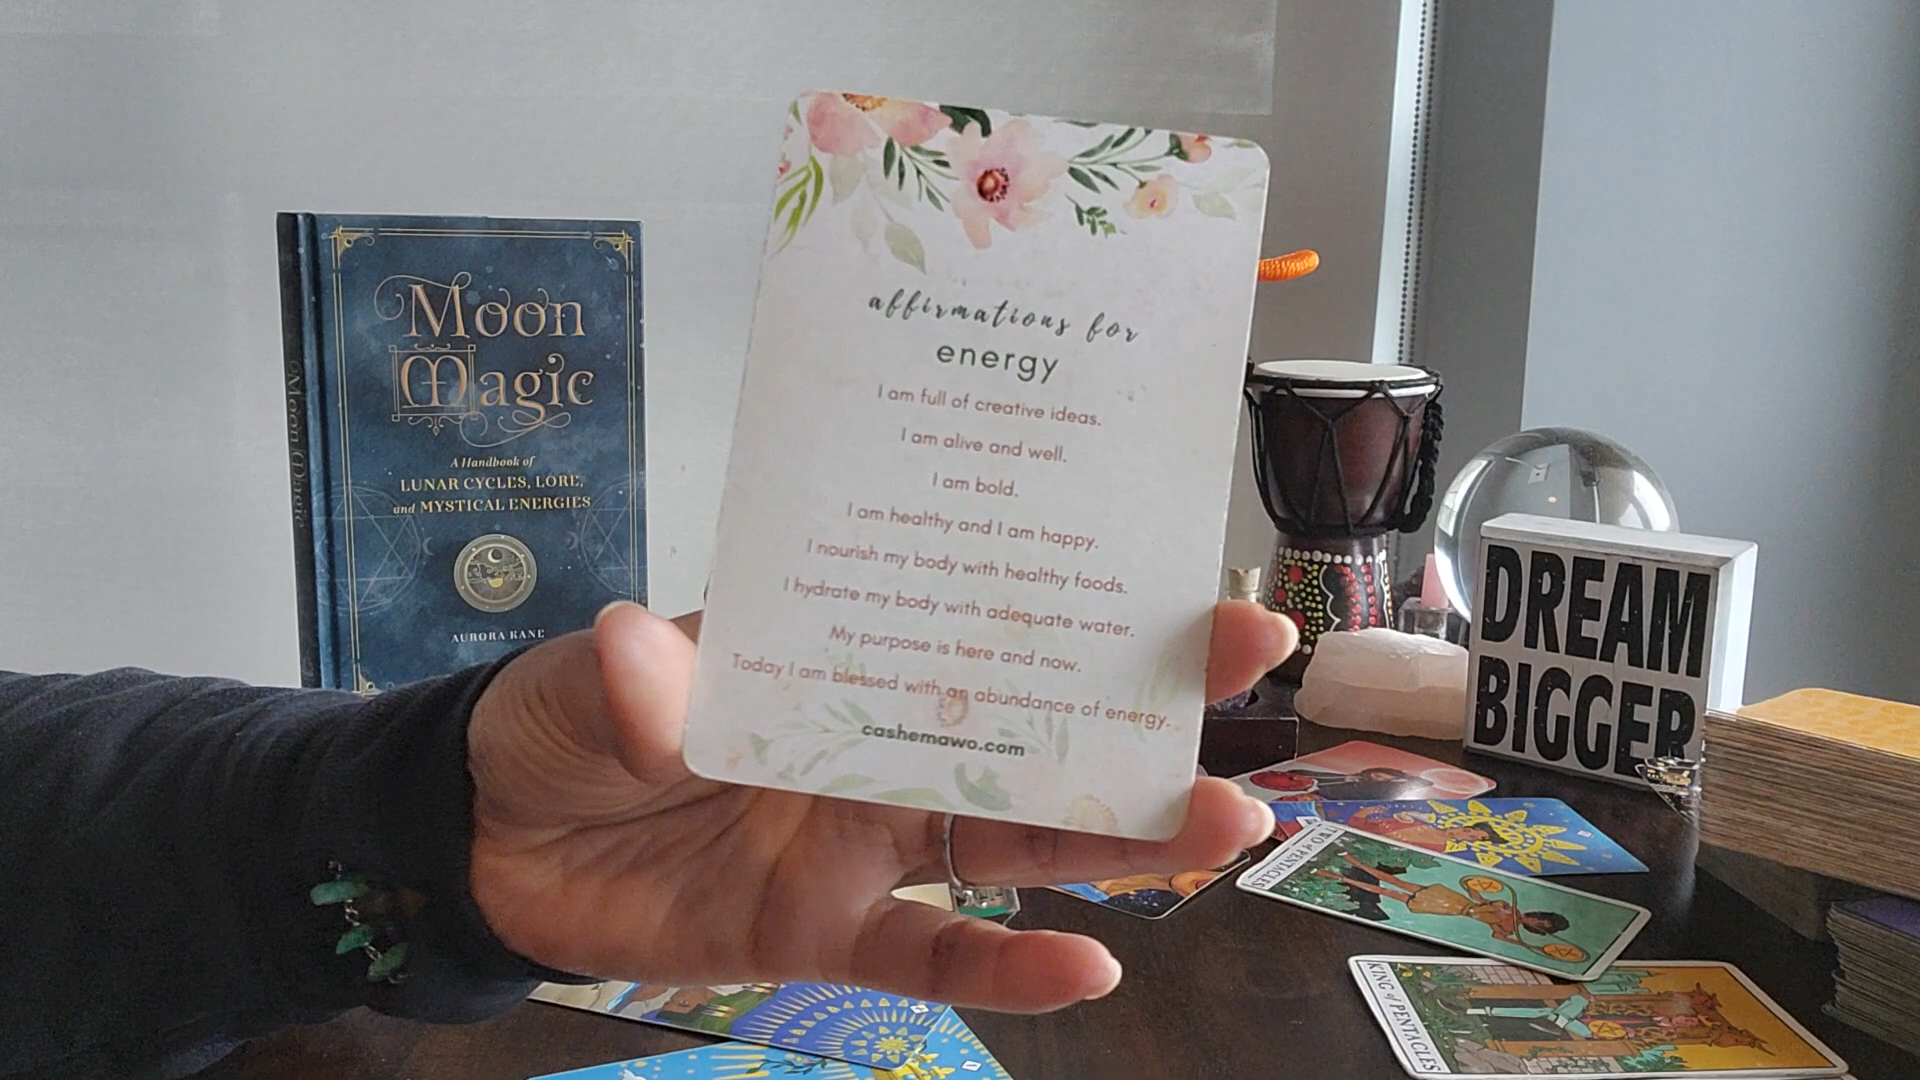 Moon
Magic
A Handbook of
LUNAR CYCLES, LORE,
and MYSTICAL ENERGIES
AURORA KANE
Moon Magic
affirmations for
energy
I am full of creative ideas.
I am alive and well.
I am bold.
I am healthy and I am happy.
I nourish my body with healthy foods.
I hydrate my body with adequate water.
My purpose is here and now.
Today I am blessed with an abundance of energy.
cashemawo.com
DREAM
BIGGER
TWO of PENTACLES
KING of PENTACLES